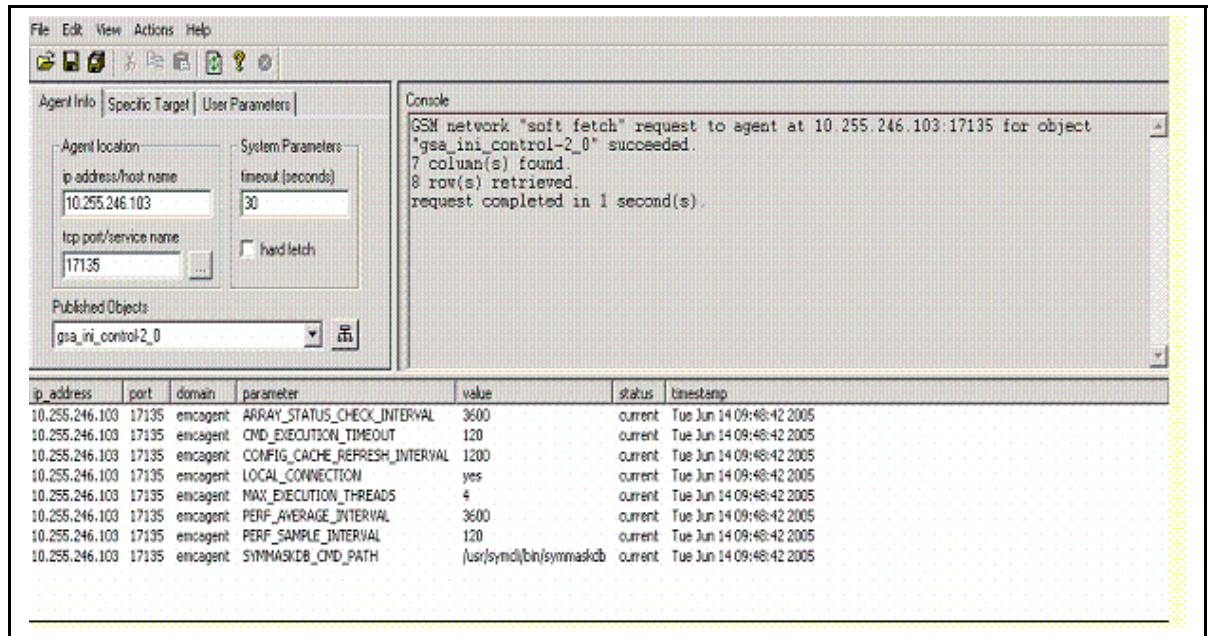 File Edit View Actions Help
Agent Info Specific Target User Parameters
Agent location
ip address/host name
10.255.246.103
tcp port/service name
17135 ...
System Parameters
timeout (seconds)
30
hard fetch
Published Objects
gsa_ini_control-2_0
Console
GSM network "soft fetch" request to agent at 10.255.246.103:17135 for object
"gsa_ini_control-2_0" succeeded.
7 column(s) found.
8 row(s) retrieved.
request completed in 1 second(s).
ip_address port domain parameter value status timestamp
10.255.246.103 17135 emcagent ARRAY_STATUS_CHECK_INTERVAL 3600 current Tue Jun 14 09:48:42 2005
10.255.246.103 17135 emcagent CMD_EXECUTION_TIMEOUT 120 current Tue Jun 14 09:48:42 2005
10.255.246.103 17135 emcagent CONFIG_CACHE_REFRESH_INTERVAL 1200 current Tue Jun 14 09:48:42 2005
10.255.246.103 17135 emcagent LOCAL_CONNECTION yes current Tue Jun 14 09:48:42 2005
10.255.246.103 17135 emcagent MAX_EXECUTION_THREADS 4 current Tue Jun 14 09:48:42 2005
10.255.246.103 17135 emcagent PERF_AVERAGE_INTERVAL 3600 current Tue Jun 14 09:48:42 2005
10.255.246.103 17135 emcagent PERF_SAMPLE_INTERVAL 120 current Tue Jun 14 09:48:42 2005
10.255.246.103 17135 emcagent SYMMASKDB_CMD_PATH /usr/symcli/bin/symmaskdb current Tue Jun 14 09:48:42 2005